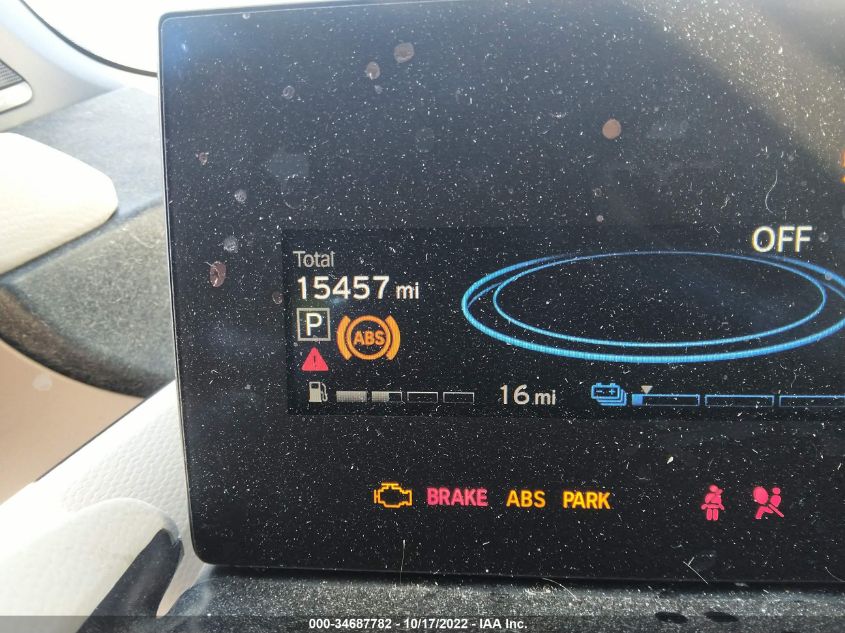 OFF
Total
15457 mi
P
ABS
16 mi
BRAKE ABS PARK
000-34687782 - 10/17/2022 - IAA Inc.